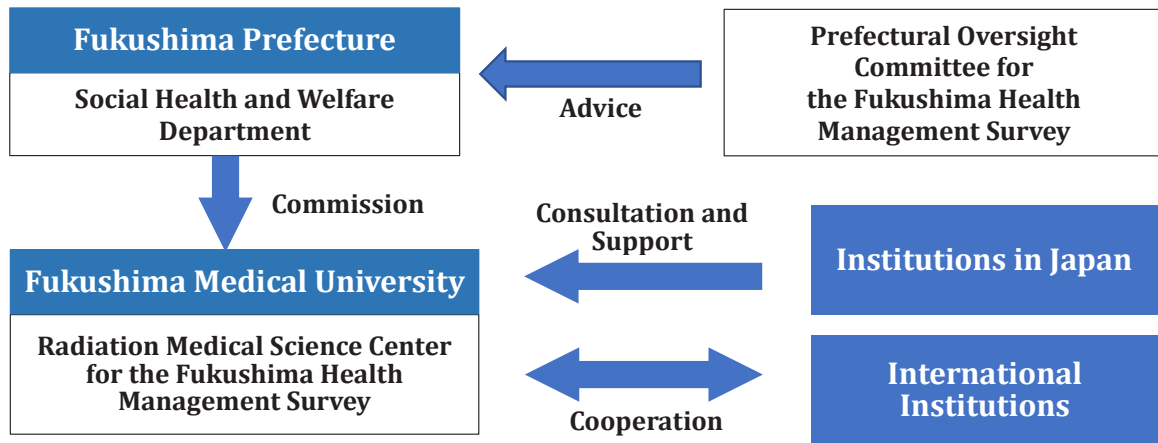 Fukushima Prefecture
Social Health and Welfare
Department
Advice
Prefectural Oversight
Committee for
the Fukushima Health
Management Survey
Commission
Consultation and
Support
Institutions in Japan
Fukushima Medical University
Radiation Medical Science Center
for the Fukushima Health
Management Survey
Cooperation
International
Institutions